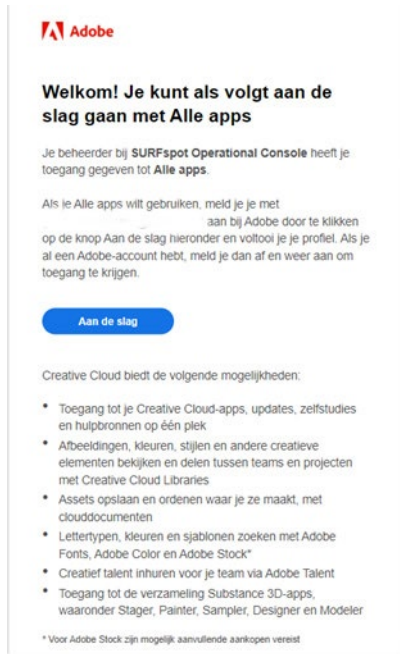 Adobe
Welkom! Je kunt als volgt aan de
slag gaan met Alle apps
Je beheerder bij SURFspot Operational Console heeft je
toegang gegeven tot Alle apps.
Als je Alle apps wilt gebruiken, meld je je met
aan bij Adobe door te klikken
op de knop Aan de slag hieronder en voltooi je je profiel. Als je
al een Adobe-account hebt, meld je dan af en weer aan om
toegang te krijgen.
Aan de slag
Creative Cloud biedt de volgende mogelijkheden:
* Toegang tot je Creative Cloud-apps, updates, zelfstudies
en hulpbronnen op één plek
* Afbeeldingen, kleuren, stijlen en andere creatieve
elementen bekijken en delen tussen teams en projecten
met Creative Cloud Libraries
* Assets opslaan en ordenen waar je ze maakt, met
clouddocumenten
* Lettertypen, kleuren en sjablonen zoeken met Adobe
Fonts, Adobe Color en Adobe Stock*
* Creatief talent inhuren voor je team via Adobe Talent
* Toegang tot de verzameling Substance 3D-apps,
waaronder Stager, Painter, Sampler, Designer en Modeler
* Voor Adobe Stock zijn mogelijk aanvullende aankopen vereist